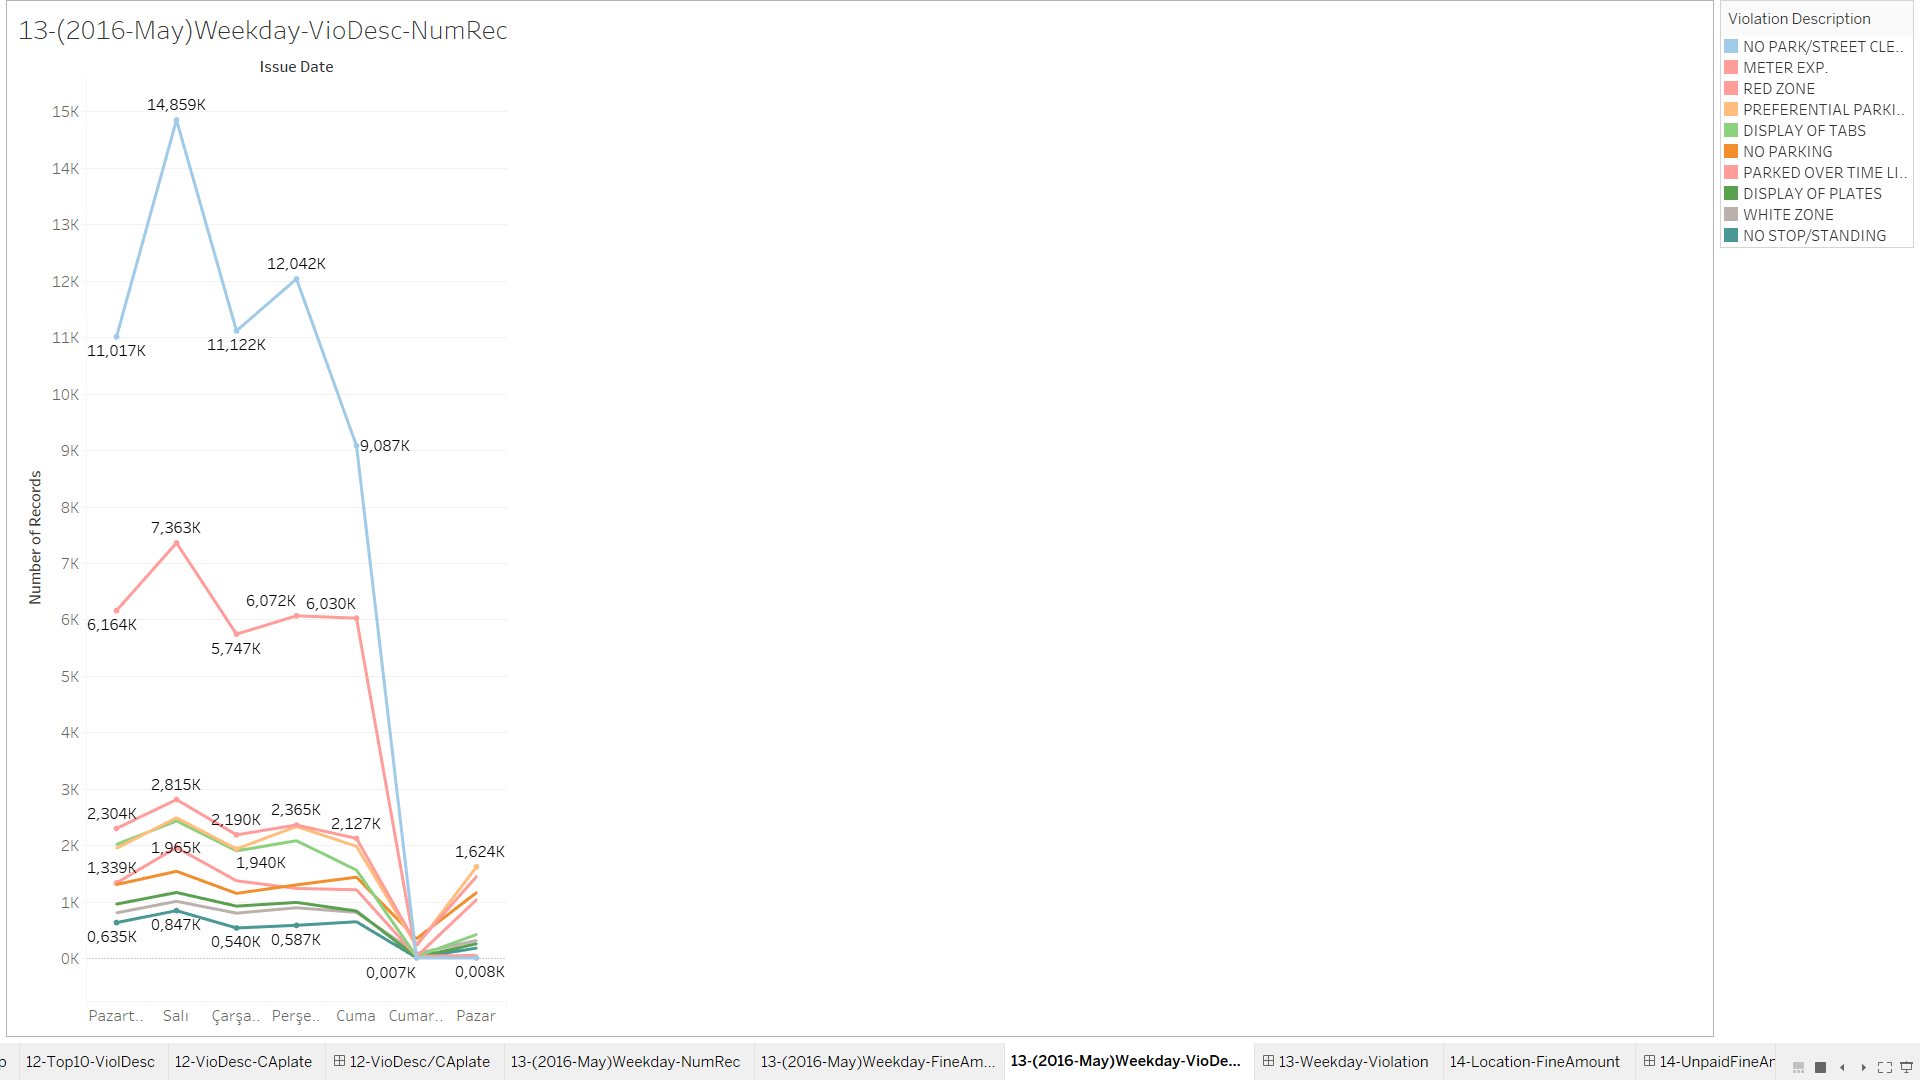 13-(2016-May)Weekday-VioDesc-NumRec
Issue Date
Number of Records
15K
14K
13K
12K
11K
10K
9K
8K
7K
6K
5K
4K
3K
2K
1K
0K
14,859K
12,042K
11,017K
11,122K
9,087K
7,363K
6,072K
6,030K
6,164K
5,747K
2,815K
2,304K
2,190K
2,365K
2,127K
1,965K
1,339K
1,940K
1,624K
0,635K
0,847K
0,540K
0,587K
0,007K
0,008K
Pazart..
Salı
Çarşa..
Perşe..
Cuma
Cumar..
Pazar
Violation Description
NO PARK/STREET CLE..
METER EXP.
RED ZONE
PREFERENTIAL PARKI..
DISPLAY OF TABS
NO PARKING
PARKED OVER TIME LI..
DISPLAY OF PLATES
WHITE ZONE
NO STOP/STANDING
12-Top10-ViolDesc
12-VioDesc-CAplate
12-VioDesc/CAplate
13-(2016-May)Weekday-NumRec
13-(2016-May)Weekday-FineAm...
13-(2016-May)Weekday-VioDe...
13-Weekday-Violation
14-Location-FineAmount
14-UnpaidFineAr